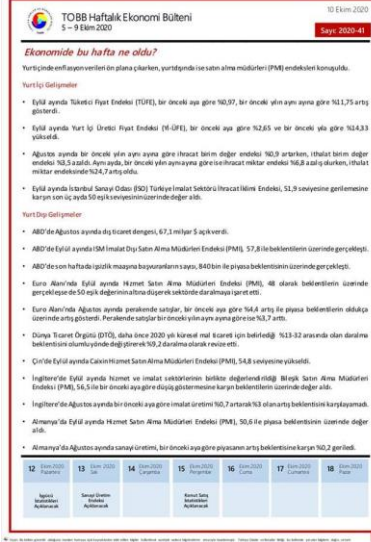 10 Ekim 2020
TOBB Haftalık Ekonomi Bülteni
5 – 9 Ekim 2020
Sayı: 2020-41
Ekonomide bu hafta ne oldu?
Yurtiçinde enflasyon verileri ön plana çıkarken, yurtdışında ise satın alma müdürleri (PMI) endeksleri konuşuldu.
Yurt İçi Gelişmeler
• Eylül ayında Tüketici Fiyat Endeksi (TÜFE), bir önceki aya göre %0,97, bir önceki yılın aynı ayına göre %11,75 artış
gösterdi.
• Eylül ayında Yurt İçi Üretici Fiyat Endeksi (Yİ-ÜFE), bir önceki aya göre %2,65 ve bir önceki yıla göre %14,33
yükseldi.
• Ağustos ayında bir önceki yılın aynı ayına göre ihracat birim değer endeksi %0,9 artarken, ithalat birim değer
endeksi %3,5 azaldı. Aynı ayda, bir önceki yılın aynı ayına göre ise ihracat miktar endeksi %6,8 azalış olurken, ithalat
miktar endeksinde %24,7 artış oldu.
• Eylül ayında İstanbul Sanayi Odası (İSO) Türkiye İmalat Sektörü İhracat İklimi Endeksi, 51,9 seviyesine gerilemesine
karşın son üç ayda 50 eşik seviyesinin üzerinde değer aldı.
Yurt Dışı Gelişmeler
• ABD'de Ağustos ayında dış ticaret dengesi, 67,1 milyar $ açık verdi.
• ABD'de Eylül ayında ISM İmalat Dışı Satın Alma Müdürleri Endeksi (PMI), 57,8 ile beklentilerin üzerinde gerçekleşti.
• ABD'de son haftada işsizlik maaşına başvuranların sayısı, 840 bin ile piyasa beklentisinin üzerinde gerçekleşti.
• Euro Alanı'nda Eylül ayında Hizmet Satın Alma Müdürleri Endeksi (PMI), 48 olarak beklentilerin üzerinde
gerçekleşse de 50 eşik değerinin altına düşerek sektörde daralmaya işaret etti.
• Euro Alanı'nda Ağustos ayında perakende satışlar, bir önceki aya göre %4,4 artış ile piyasa beklentilerin oldukça
üzerinde artış gösterdi. Perakende satışlar bir önceki yılın aynı ayına göre ise %3,7 arttı.
• Dünya Ticaret Örgütü (DTÖ), daha önce 2020 yılı küresel mal ticareti için belirlediği %13-32 arasında olan daralma
beklentisini olumlu yönde değiştirerek %9,2 daralma olarak revize etti.
• Çin'de Eylül ayında Caixin Hizmet Satın Alma Müdürleri Endeksi (PMI), 54,8 seviyesine yükseldi.
• İngiltere'de Eylül ayında hizmet ve imalat sektörlerinin birlikte değerlendirildiği Bileşik Satın Alma Müdürleri
Endeksi (PMI), 56,5 ile bir önceki aya göre düşüş göstermesine karşın beklentilerin üzerinde değer aldı.
• İngiltere'de Ağustos ayında bir önceki aya göre imalat üretimi %0,7 artarak %3 olan artış beklentisini karşılayamadı.
• Almanya'da Eylül ayında Hizmet Satın Alma Müdürleri Endeksi (PMI), 50,6 ile piyasa beklentisinin üzerinde değer
aldı.
• Almanya'da Ağustos ayında sanayi üretimi, bir önceki aya göre piyasanın artış beklentisine karşın %0,2 geriledi.
12 Ekim 2020 Pazartesi
13 Ekim 2020 Salı
14 Ekim 2020 Çarşamba
15 Ekim 2020 Perşembe
16 Ekim 2020 Cuma
17 Ekim 2020 Cumartesi
18 Ekim 2020 Pazar
İşgücü
İstatistikleri
Açıklanacak
Sanayi Üretim
Endeksi
Açıklanacak
Konut Satış
İstatistikleri
Açıklanacak